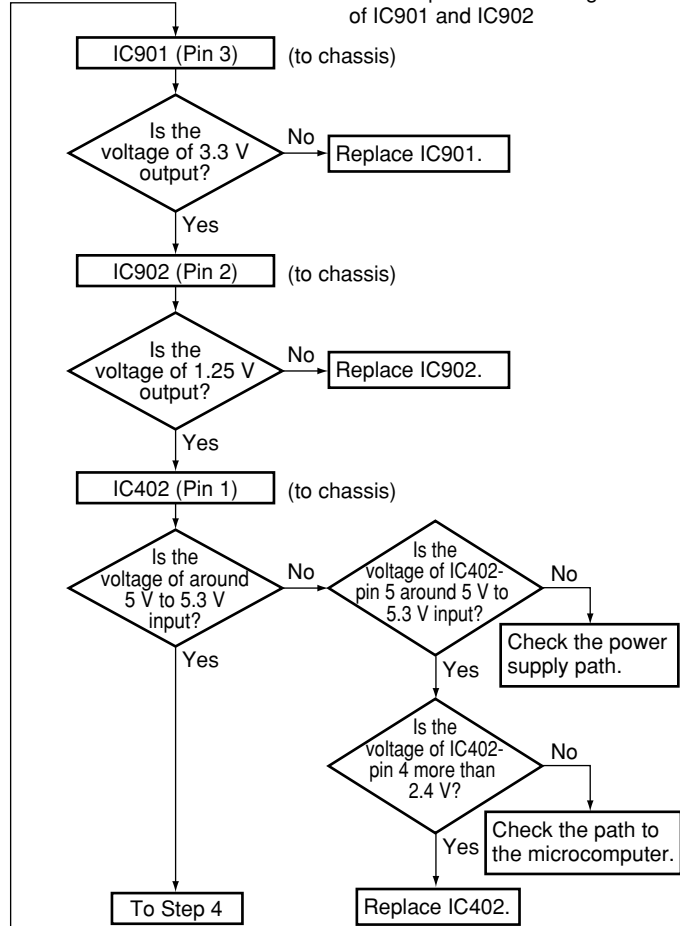 of IC901 and IC902
IC901 (Pin 3)
(to chassis)
Is the
voltage of 3.3 V
output?
No
Replace IC901.
Yes
IC902 (Pin 2)
(to chassis)
Is the
voltage of 1.25 V
output?
No
Replace IC902.
Yes
IC402 (Pin 1)
(to chassis)
Is the
voltage of around
5 V to 5.3 V
input?
No
Is the
voltage of IC402-
pin 5 around 5 V to
5.3 V input?
No
Check the power
supply path.
Yes
Yes
Is the
voltage of IC402-
pin 4 more than
2.4 V?
No
Check the path to
the microcomputer.
Yes
To Step 4
Replace IC402.